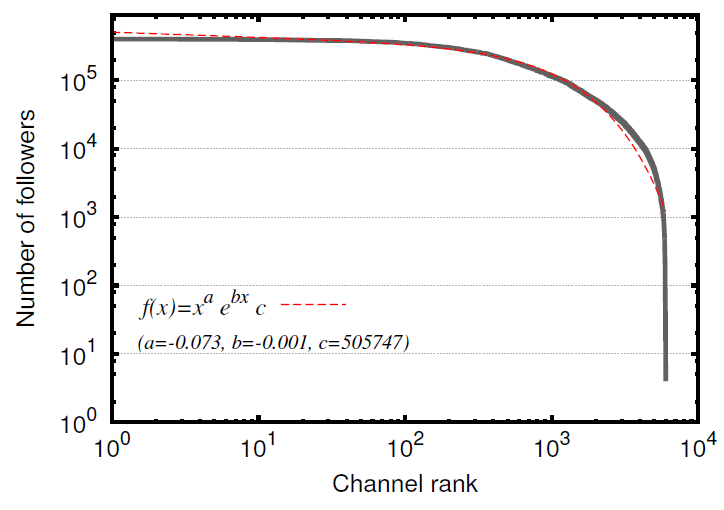 Number of followers
10^5
10^4
10^3
10^2
10^1
10^0
f(x)=x^a e^bx c
(a=-0.073, b=-0.001, c=505747)
10^0 10^1 10^2 10^3 10^4
Channel rank